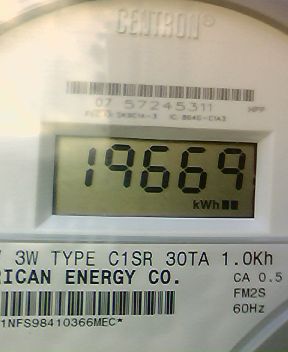 CENTRON®
07 57245311
19669
kWh
3W TYPE C1SR 30TA 1.0Kh
RICAN ENERGY CO.
CA 0.5
FM2S
1NFS98410366MEC*
60Hz